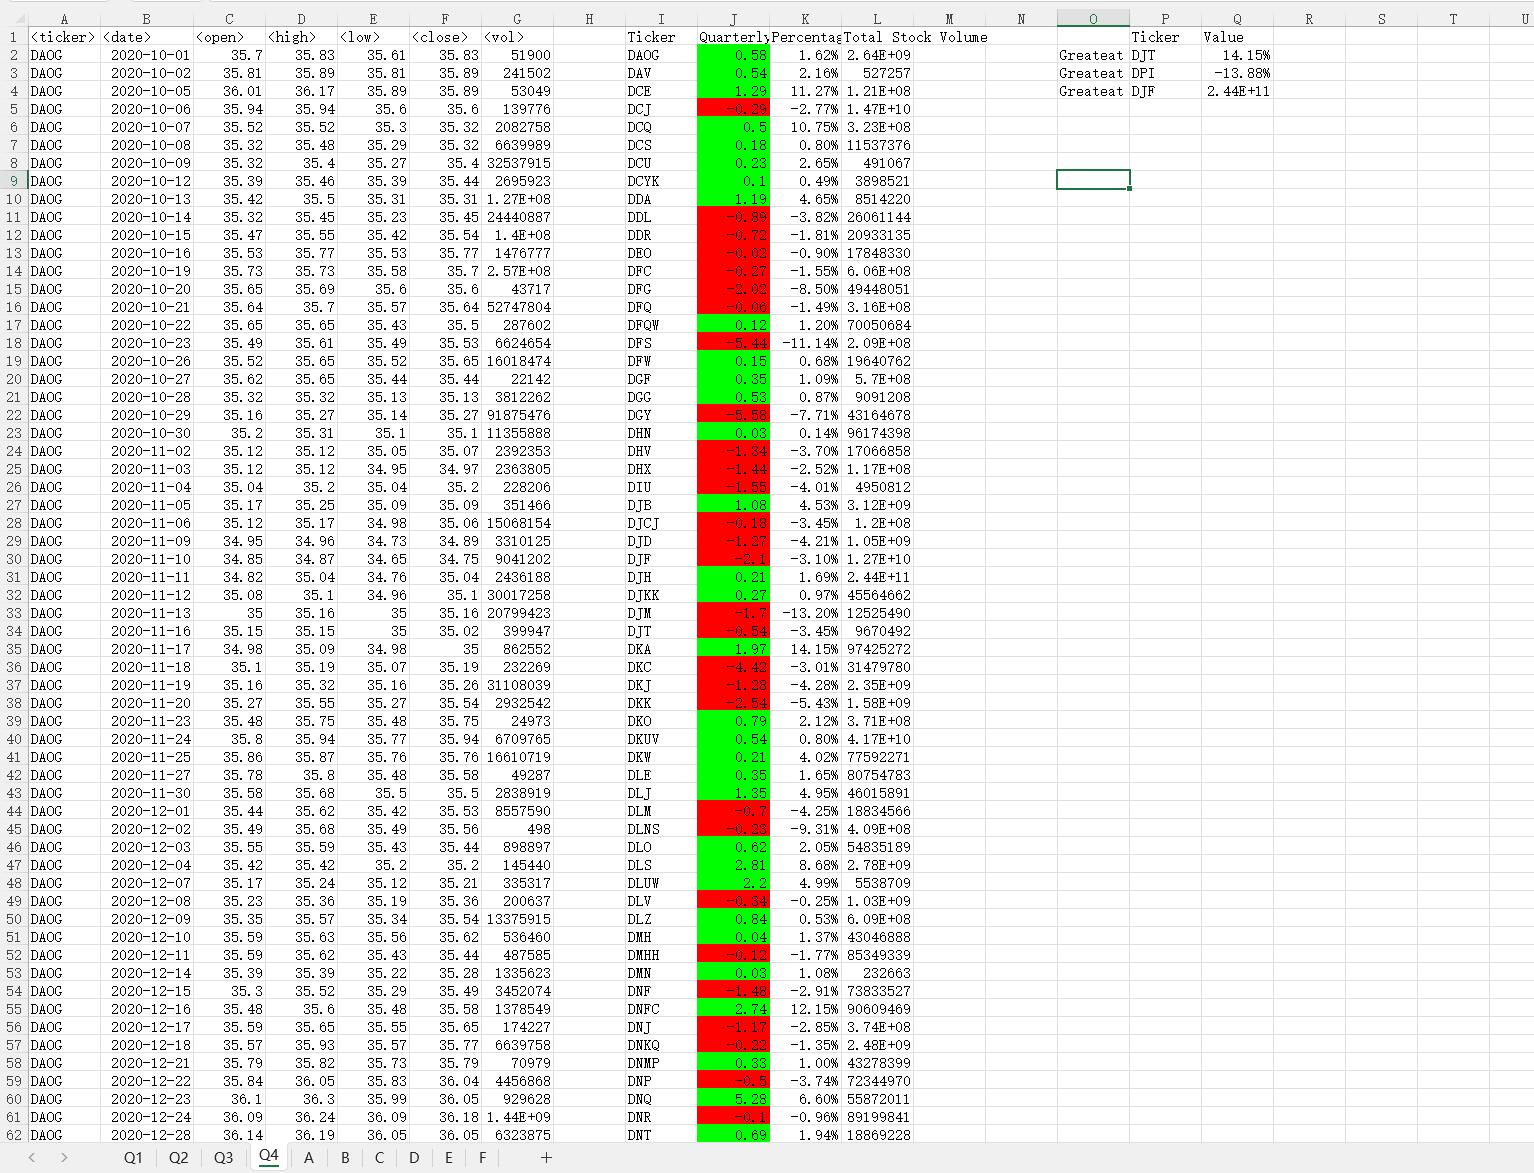 A B C D E F G H I J K L M N O P Q R S T U
1 <ticker> <date> <open> <high> <low> <close> <vol> Ticker Quarterly Percentag Total Stock Volume Ticker Value
2 DAOG 2020-10-01 35.7 35.83 35.61 35.83 51900 DAOG 0.58 1.62% 2.64E+09 Greateat DJT 14.15%
3 DAOG 2020-10-02 35.81 35.89 35.81 35.89 241502 DAV 0.54 2.16% 527257 Greateat DPI -13.88%
4 DAOG 2020-10-05 36.01 36.17 35.89 35.89 53049 DCE 1.29 11.27% 1.21E+08 Greateat DJF 2.44E+11
5 DAOG 2020-10-06 35.94 35.94 35.6 35.6 139776 DCJ -0.29 -2.77% 1.47E+10
6 DAOG 2020-10-07 35.52 35.52 35.3 35.32 2082758 DCQ 0.5 10.75% 3.23E+08
7 DAOG 2020-10-08 35.32 35.48 35.29 35.32 6639989 DCS 0.18 0.80% 11537376
8 DAOG 2020-10-09 35.32 35.4 35.27 35.4 32537915 DCU 0.23 2.65% 491067
9 DAOG 2020-10-12 35.39 35.46 35.39 35.44 2695923 DCYK 0.1 0.49% 3898521
10 DAOG 2020-10-13 35.42 35.5 35.31 35.31 1.27E+08 DDA 1.19 4.65% 8514220
11 DAOG 2020-10-14 35.32 35.45 35.23 35.45 24440887 DDL -0.89 -3.82% 26061144
12 DAOG 2020-10-15 35.47 35.55 35.42 35.54 1.4E+08 DDR -0.72 -1.81% 20933135
13 DAOG 2020-10-16 35.53 35.77 35.53 35.77 1476777 DEO -0.02 -0.90% 17848330
14 DAOG 2020-10-19 35.73 35.73 35.58 35.7 2.57E+08 DFC -0.27 -1.55% 6.06E+08
15 DAOG 2020-10-20 35.65 35.69 35.6 35.6 43717 DFG -2.02 -8.50% 49448051
16 DAOG 2020-10-21 35.64 35.7 35.57 35.64 52747804 DFQ -0.06 -1.49% 3.16E+08
17 DAOG 2020-10-22 35.65 35.65 35.43 35.5 287602 DFQW 0.12 1.20% 70050684
18 DAOG 2020-10-23 35.49 35.61 35.49 35.53 6624654 DFS -5.44 -11.14% 2.09E+08
19 DAOG 2020-10-26 35.52 35.65 35.52 35.65 16018474 DFW 0.15 0.68% 19640762
20 DAOG 2020-10-27 35.62 35.65 35.44 35.44 22142 DGF 0.35 1.09% 5.7E+08
21 DAOG 2020-10-28 35.32 35.32 35.13 35.13 3812262 DGG 0.53 0.87% 9091208
22 DAOG 2020-10-29 35.16 35.27 35.14 35.27 91875476 DGY -5.58 -7.71% 43164678
23 DAOG 2020-10-30 35.2 35.31 35.1 35.1 11355888 DHN 0.03 0.14% 96174398
24 DAOG 2020-11-02 35.12 35.12 35.05 35.07 2392353 DHV -1.34 -3.70% 17066858
25 DAOG 2020-11-03 35.12 35.12 34.95 34.97 2363805 DHX -1.44 -2.52% 1.17E+08
26 DAOG 2020-11-04 35.04 35.2 35.04 35.2 228206 DIU -1.55 -4.01% 4950812
27 DAOG 2020-11-05 35.17 35.25 35.09 35.09 351466 DJB 1.08 4.53% 3.12E+09
28 DAOG 2020-11-06 35.12 35.17 34.98 35.06 15068154 DJCJ -0.18 -3.45% 1.2E+08
29 DAOG 2020-11-09 34.95 34.96 34.73 34.89 3310125 DJD -1.27 -4.21% 1.05E+09
30 DAOG 2020-11-10 34.85 34.87 34.65 34.75 9041202 DJF -2.1 -3.10% 1.27E+10
31 DAOG 2020-11-11 34.82 35.04 34.76 35.04 2436188 DJH 0.21 1.69% 2.44E+11
32 DAOG 2020-11-12 35.08 35.1 34.96 35.1 30017258 DJKK 0.27 0.97% 45564662
33 DAOG 2020-11-13 35 35.16 35 35.16 20799423 DJM -1.7 -13.20% 12525490
34 DAOG 2020-11-16 35.15 35.15 35 35.02 399947 DJT -0.54 -3.45% 9670492
35 DAOG 2020-11-17 34.98 35.09 34.98 35 862552 DKA 1.97 14.15% 97425272
36 DAOG 2020-11-18 35.1 35.19 35.07 35.19 232269 DKC -4.42 -3.01% 31479780
37 DAOG 2020-11-19 35.16 35.32 35.16 35.26 31108039 DKJ -1.28 -4.28% 2.35E+09
38 DAOG 2020-11-20 35.27 35.55 35.27 35.54 2932542 DKK -2.54 -5.43% 1.58E+09
39 DAOG 2020-11-23 35.48 35.75 35.48 35.75 24973 DKO 0.79 2.12% 3.71E+08
40 DAOG 2020-11-24 35.8 35.94 35.77 35.94 6709765 DKUV 0.54 0.80% 4.17E+10
41 DAOG 2020-11-25 35.86 35.87 35.76 35.76 16610719 DKW 0.21 4.02% 77592271
42 DAOG 2020-11-27 35.78 35.8 35.48 35.58 49287 DLE 0.35 1.65% 80754783
43 DAOG 2020-11-30 35.58 35.68 35.5 35.5 2838919 DLJ 1.35 4.95% 46015891
44 DAOG 2020-12-01 35.44 35.62 35.42 35.53 8557590 DLM -0.7 -4.25% 18834566
45 DAOG 2020-12-02 35.49 35.68 35.49 35.56 498 DLNS -0.23 -9.31% 4.09E+08
46 DAOG 2020-12-03 35.55 35.59 35.43 35.44 898897 DLO 0.62 2.05% 54835189
47 DAOG 2020-12-04 35.42 35.42 35.2 35.2 145440 DLS 2.81 8.68% 2.78E+09
48 DAOG 2020-12-07 35.17 35.24 35.12 35.21 335317 DLUW 2.2 4.99% 5538709
49 DAOG 2020-12-08 35.23 35.36 35.19 35.36 200637 DLV -0.34 -0.25% 1.03E+09
50 DAOG 2020-12-09 35.35 35.57 35.34 35.54 13375915 DLZ 0.84 0.53% 6.09E+08
51 DAOG 2020-12-10 35.59 35.63 35.56 35.62 536460 DMH 0.04 1.37% 43046888
52 DAOG 2020-12-11 35.59 35.62 35.43 35.44 487585 DMHH -0.12 -1.77% 85349339
53 DAOG 2020-12-14 35.39 35.39 35.22 35.28 1335623 DMN 0.03 1.08% 232663
54 DAOG 2020-12-15 35.3 35.52 35.29 35.49 3452074 DNF -1.48 -2.91% 73833527
55 DAOG 2020-12-16 35.48 35.6 35.48 35.58 1378549 DNFC 2.74 12.15% 90609469
56 DAOG 2020-12-17 35.59 35.65 35.55 35.65 174227 DNJ -1.17 -2.85% 3.74E+08
57 DAOG 2020-12-18 35.57 35.93 35.57 35.77 6639758 DNKQ -0.22 -1.35% 2.48E+09
58 DAOG 2020-12-21 35.79 35.82 35.73 35.79 70979 DNMP 0.33 1.00% 43278399
59 DAOG 2020-12-22 35.84 36.05 35.83 36.04 4456868 DNP -0.5 -3.74% 72344970
60 DAOG 2020-12-23 36.1 36.3 35.99 36.05 929628 DNQ 5.28 6.60% 55872011
61 DAOG 2020-12-24 36.09 36.24 36.09 36.18 1.44E+09 DNR -0.1 -0.96% 89199841
62 DAOG 2020-12-28 36.14 36.19 36.05 36.05 6323875 DNT 0.69 1.94% 18869228
Q1 Q2 Q3 Q4 A B C D E F +